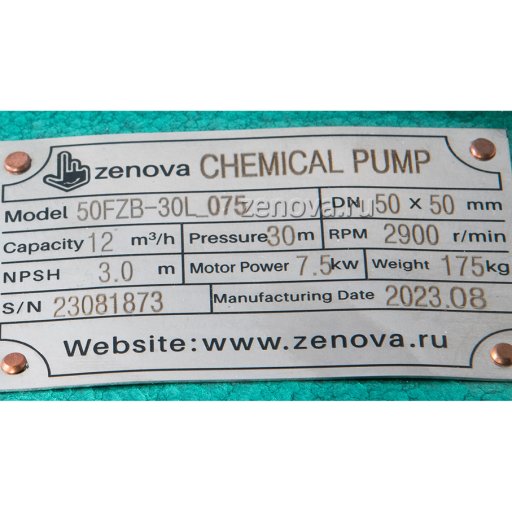 zenova CHEMICAL PUMP
Model 50FZB-30L_075 DN 50 × 50 mm
Capacity 12 m³/h Pressure 30 m RPM 2900 r/min
NPSH 3.0 m Motor Power 7.5 kw Weight 175 kg
S/N 23081873 Manufacturing Date 2023.08
Website: www.zenova.ru
zenova.ru
zenova.ru